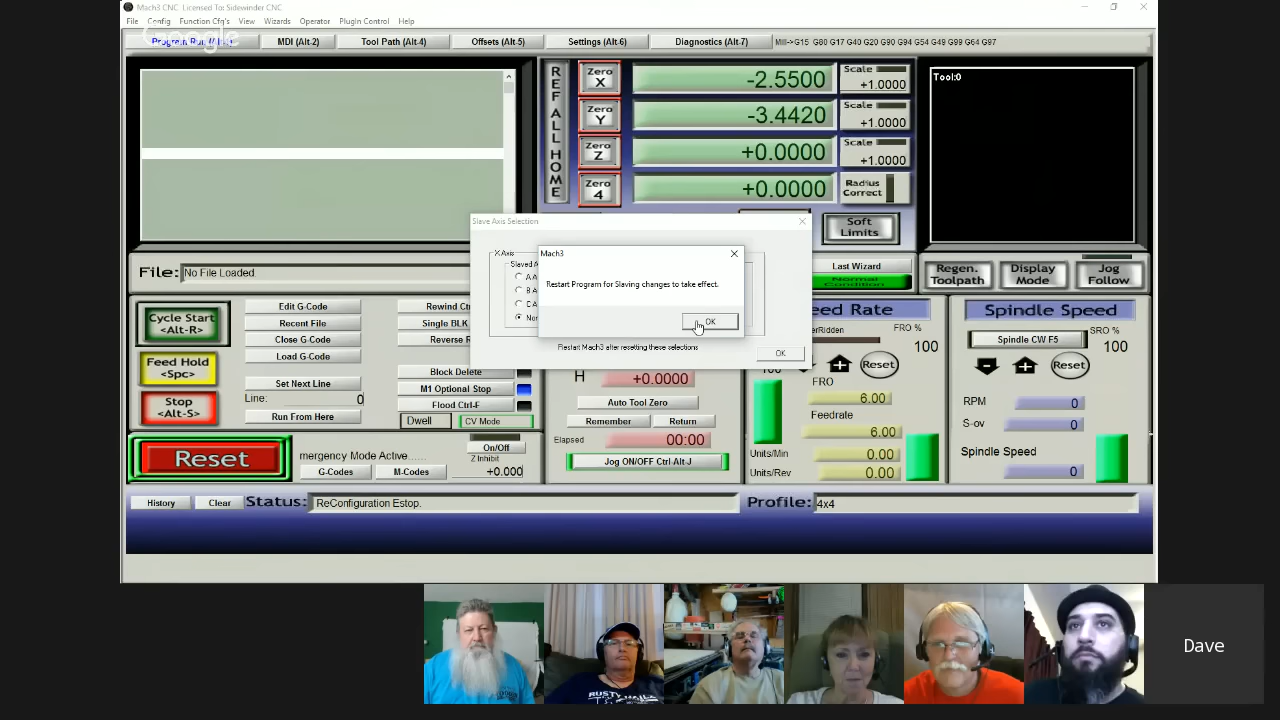 Mach3 CNC Licensed To: Sidewinder CNC
File Config Function Cfg's View Wizards Operator PlugIn Control Help
Google
MDI (Alt-2) Tool Path (Alt-4) Offsets (Alt-5) Settings (Alt-6) Diagnostics (Alt-7) Mill->G15 G80 G17 G40 G20 G90 G94 G54 G49 G99 G64 G97
REF ALL HOME
Zero X -2.5500 Scale +1.0000
Zero Y -3.4420 Scale +1.0000
Zero Z +0.0000 Scale +1.0000
Zero 4 +0.0000 Radius Correct
Tool:0
Soft Limits
Slave Axis Selection
X Axis
Mach3
Restart Program for Slaving changes to take effect.
OK
Restart Mach3 after resetting these selections
OK
File: No File Loaded
Last Wizard
Normal Condition
Regen. Toolpath
Display Mode
Jog Follow
Cycle Start <Alt-R>
Feed Hold <Spc>
Stop <Alt-S>
Edit G-Code
Recent File
Close G-Code
Load G-Code
Set Next Line
Line: 0
Run From Here
Rewind Ctr
Single BLK
Reverse R
Block Delete
M1 Optional Stop
Flood Ctrl-F
Dwell CV Mode
Reset
mergency Mode Active......
G-Codes M-Codes
On/Off
Z Inhibit
+0.000
H +0.0000
Auto Tool Zero
Remember Return
Elapsed 00:00
Jog ON/OFF Ctrl-Alt-J
eed Rate
erRidden FRO % 100
Reset
FRO
6.00
Feedrate
6.00
Units/Min 0.00
Units/Rev 0.00
Spindle Speed
Spindle CW F5
SRO % 100
Reset
RPM 0
S-ov 0
Spindle Speed
0
History Clear Status: ReConfiguration Estop. Profile: 4x4
RUSTY
Dave